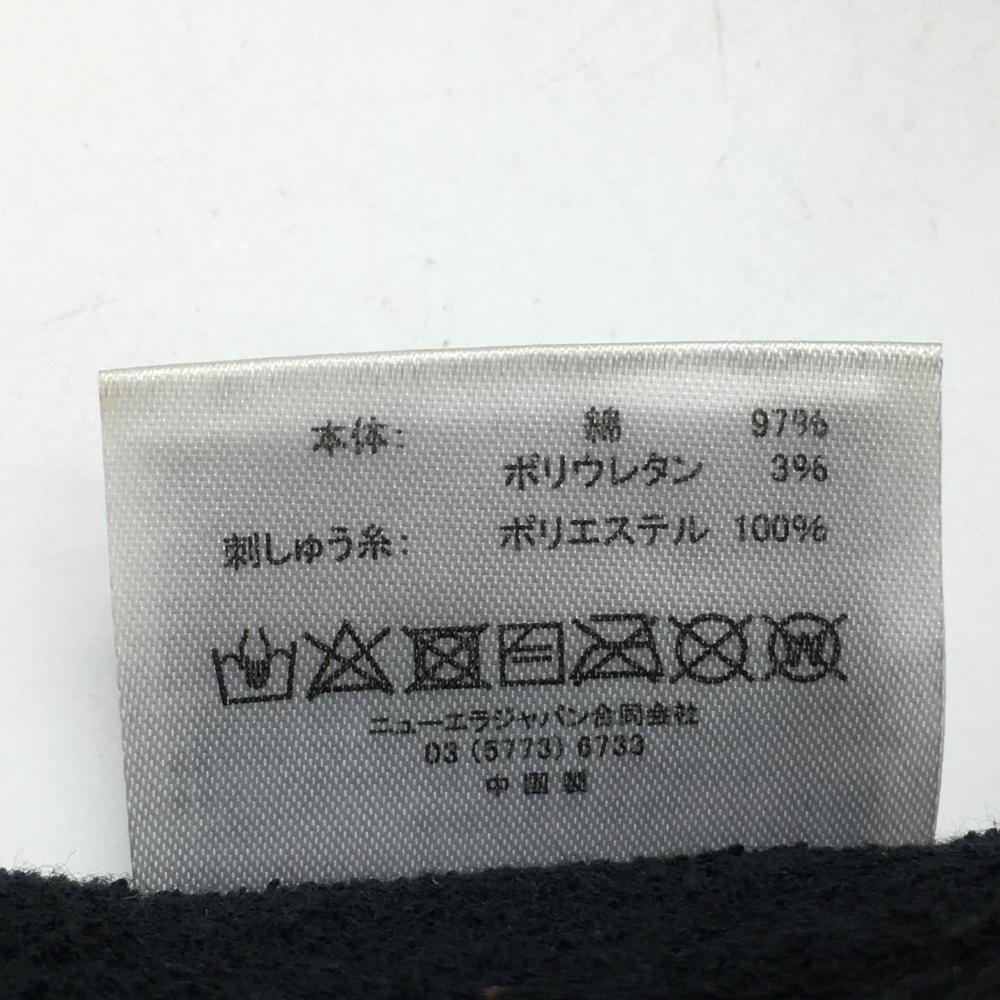 本体: 綿 97%
ポリウレタン 3%
刺しゅう糸: ポリエステル 100%
ニューエラジャパン合同会社
03 (5773) 6733
中国製